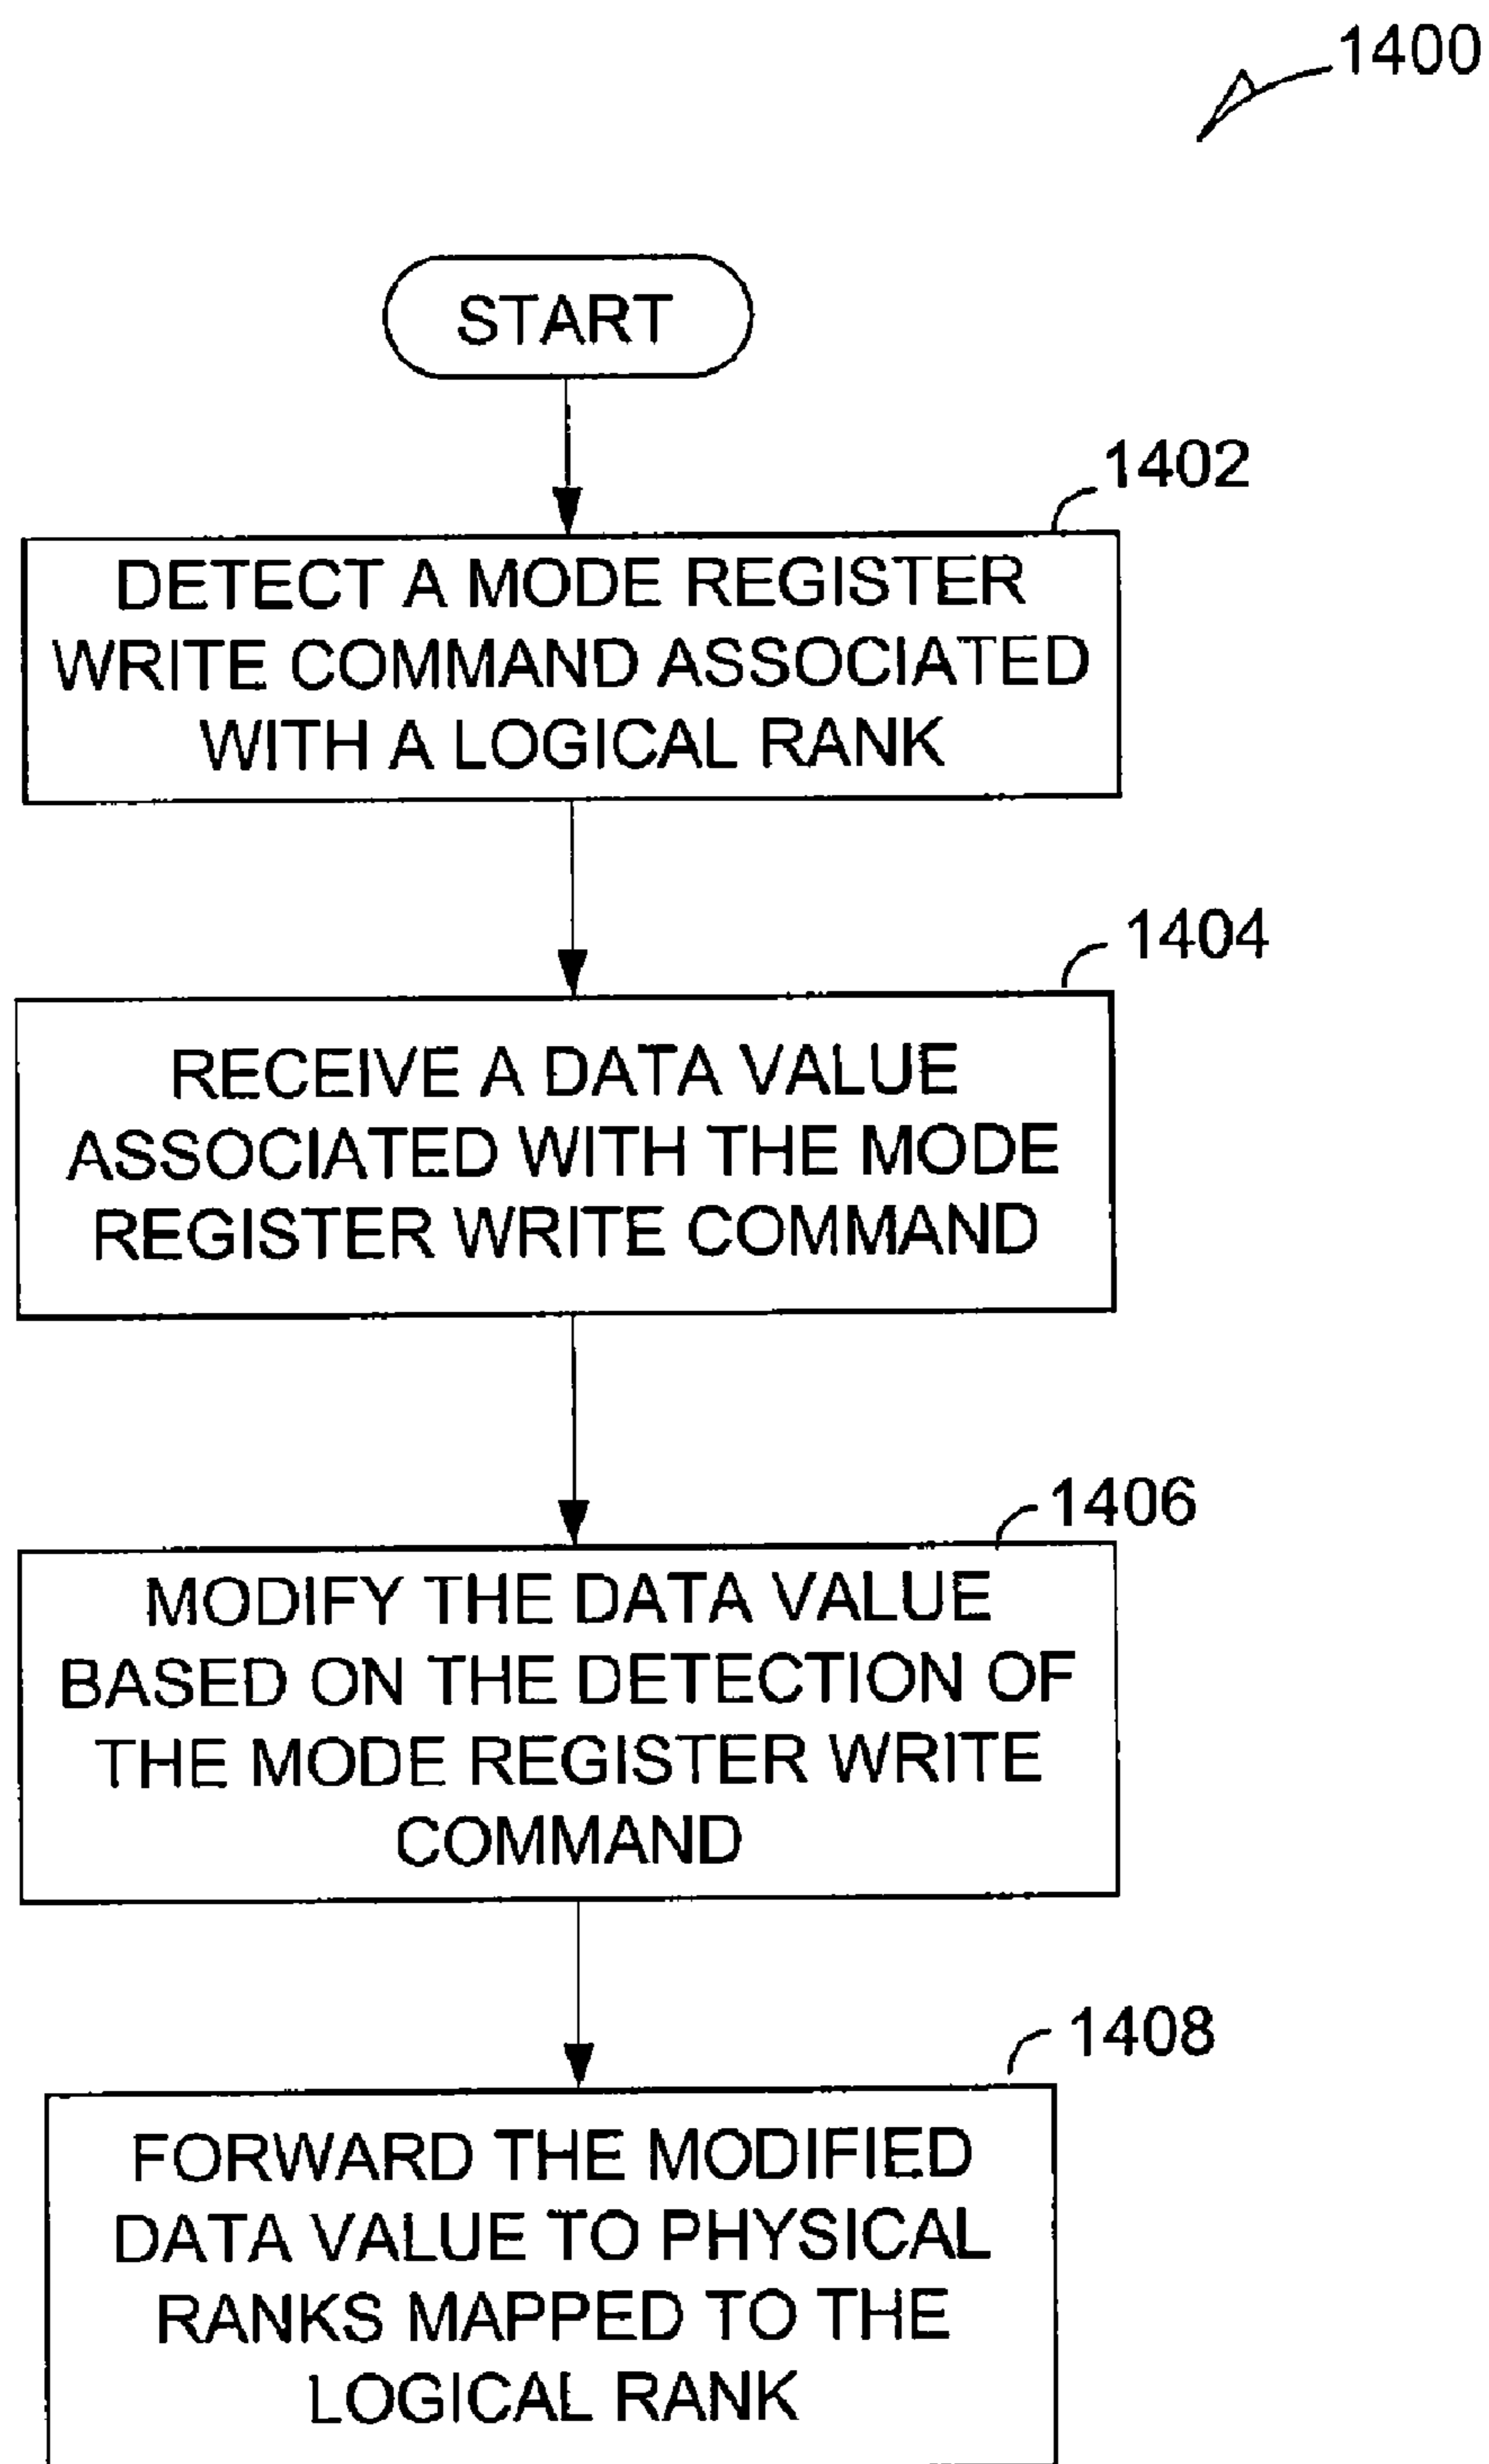 1400
START
1402
DETECT A MODE REGISTER
WRITE COMMAND ASSOCIATED
WITH A LOGICAL RANK
1404
RECEIVE A DATA VALUE
ASSOCIATED WITH THE MODE
REGISTER WRITE COMMAND
1406
MODIFY THE DATA VALUE
BASED ON THE DETECTION OF
THE MODE REGISTER WRITE
COMMAND
1408
FORWARD THE MODIFIED
DATA VALUE TO PHYSICAL
RANKS MAPPED TO THE
LOGICAL RANK